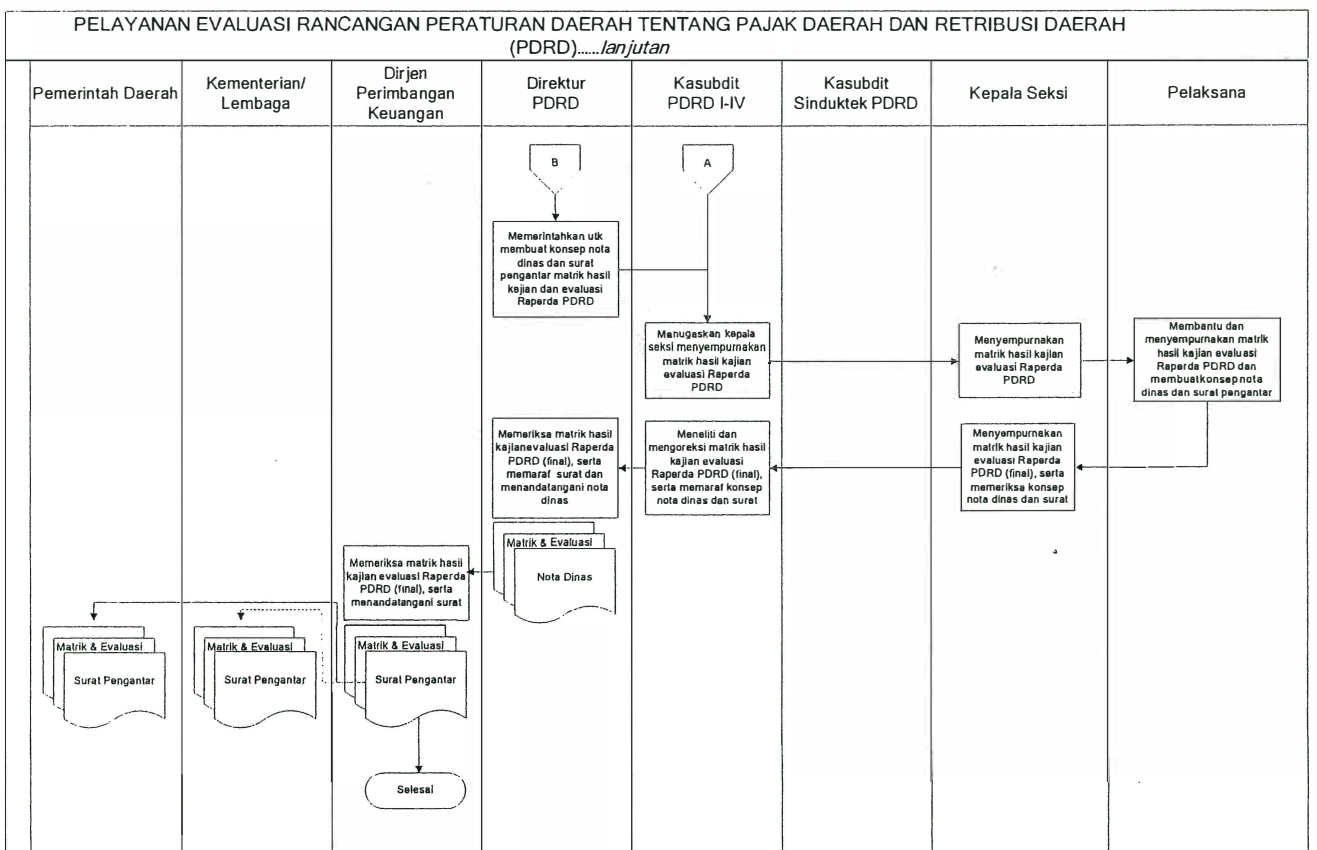 PELAYANAN EVALUASI RANCANGAN PERATURAN DAERAH TENTANG PAJAK DAERAH DAN RETRIBUSI DAERAH
(PDRD)......lanjutan
Pemerintah Daerah
Kementerian/
Lembaga
Dirjen
Perimbangan
Keuangan
Direktur
PDRD
Kasubdit
PDRD I-IV
Kasubdit
Sinduktek PDRD
Kepala Seksi
Pelaksana
B
A
Memerintahkan utk
membuat konsep nota
dinas dan surat
pengantar matrik hasil
kajian dan evaluasi
Raperda PDRD
Menugaskan kepala
seksi menyempurnakan
matrik hasil kajian
evaluasi Raperda
PDRD
Menyempurnakan
matrik hasil kajian
evaluasi Raperda
PDRD
Membantu dan
menyempurnakan matrik
hasil kajian evaluasi
Raperda PDRD dan
membuatkonsep nota
dinas dan surat pengantar
Memeriksa matrik hasil
kajianevaluasi Raperda
PDRD (final), serta
memaraf surat dan
menandatangani nota
dinas
Meneliti dan
mengoreksi matrik hasil
kajian evaluasi
Raperda PDRD (final),
serta memaraf konsep
nota dinas dan surat
Menyempurnakan
matrik hasil kajian
evaluasi Raperda
PDRD (final), serta
memeriksa konsep
nota dinas dan surat
Matrik & Evaluasi
Nota Dinas
Memeriksa matrik hasil
kajian evaluasi Raperda
PDRD (final), serta
menandatangani surat
Matrik & Evaluasi
Surat Pengantar
Matrik & Evaluasi
Surat Pengantar
Matrik & Evaluasi
Surat Pengantar
Selesai